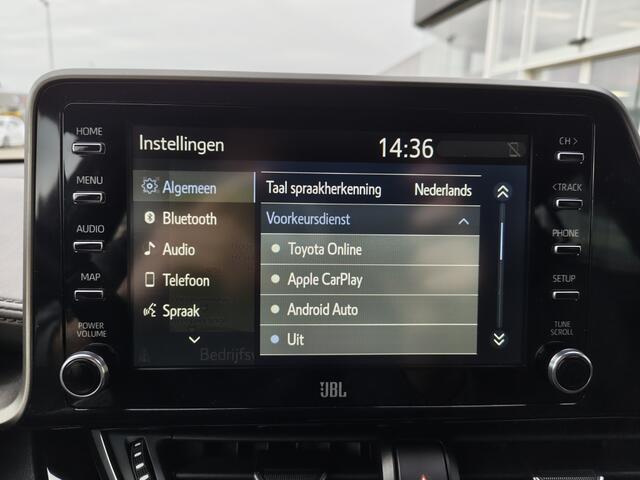 HOME
MENU
AUDIO
MAP
POWER
VOLUME
Instellingen 14:36
Algemeen
Bluetooth
Audio
Telefoon
Spraak
Taal spraakherkenning Nederlands
Voorkeursdienst
Toyota Online
Apple CarPlay
Android Auto
Uit
CH >
< TRACK
PHONE
SETUP
TUNE
SCROLL
JBL